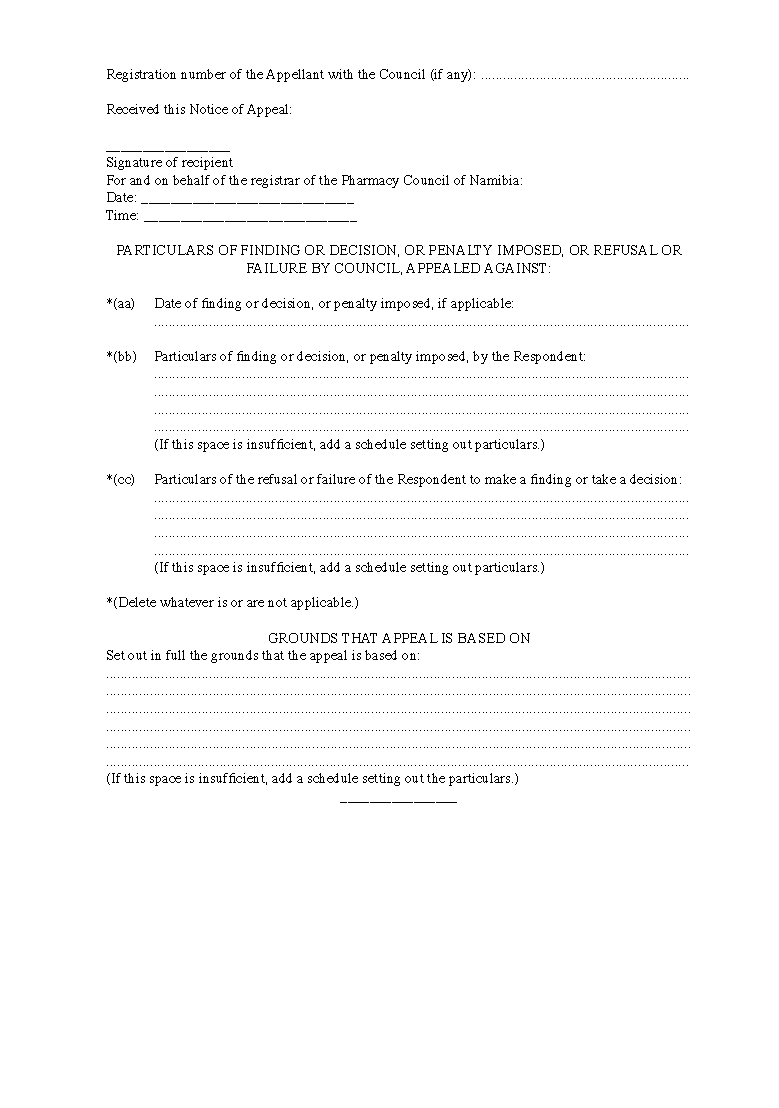 Registration number of the Appellant with the Council (if any): .........................................................
Received this Notice of Appeal:
_________________
Signature of recipient
For and on behalf of the registrar of the Pharmacy Council of Namibia:
Date: _____________________________
Time: _____________________________
PARTICULARS OF FINDING OR DECISION, OR PENALTY IMPOSED, OR REFUSAL OR
FAILURE BY COUNCIL, APPEALED AGAINST:
*(aa) Date of finding or decision, or penalty imposed, if applicable:
..................................................................................................................................................
*(bb) Particulars of finding or decision, or penalty imposed, by the Respondent:
..................................................................................................................................................
..................................................................................................................................................
..................................................................................................................................................
..................................................................................................................................................
(If this space is insufficient, add a schedule setting out particulars.)
*(cc) Particulars of the refusal or failure of the Respondent to make a finding or take a decision:
..................................................................................................................................................
..................................................................................................................................................
..................................................................................................................................................
..................................................................................................................................................
(If this space is insufficient, add a schedule setting out particulars.)
*(Delete whatever is or are not applicable.)
GROUNDS THAT APPEAL IS BASED ON
Set out in full the grounds that the appeal is based on:
................................................................................................................................................................
................................................................................................................................................................
................................................................................................................................................................
................................................................................................................................................................
................................................................................................................................................................
................................................................................................................................................................
(If this space is insufficient, add a schedule setting out the particulars.)
________________